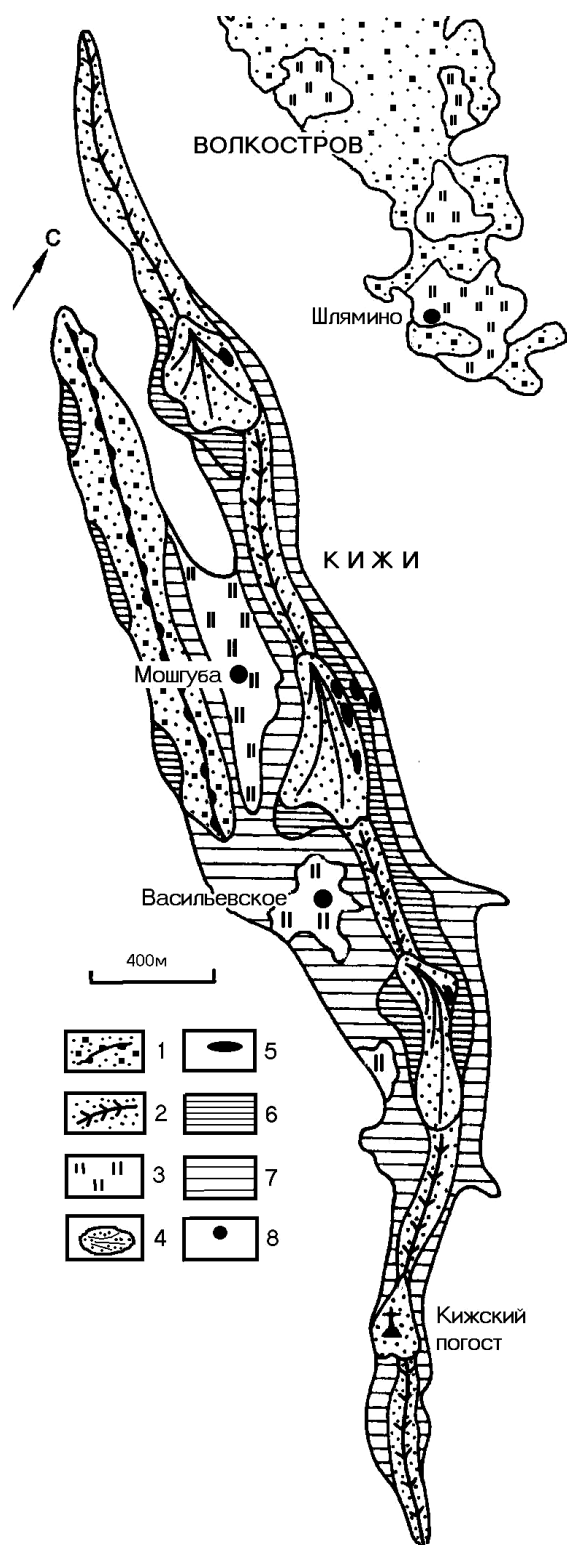 ВОЛКОСТРОВ
С
Шлямино
КИЖИ
Мошгуба
Васильевское
400м
1
5
2
6
3
7
4
8
Кижский
погост